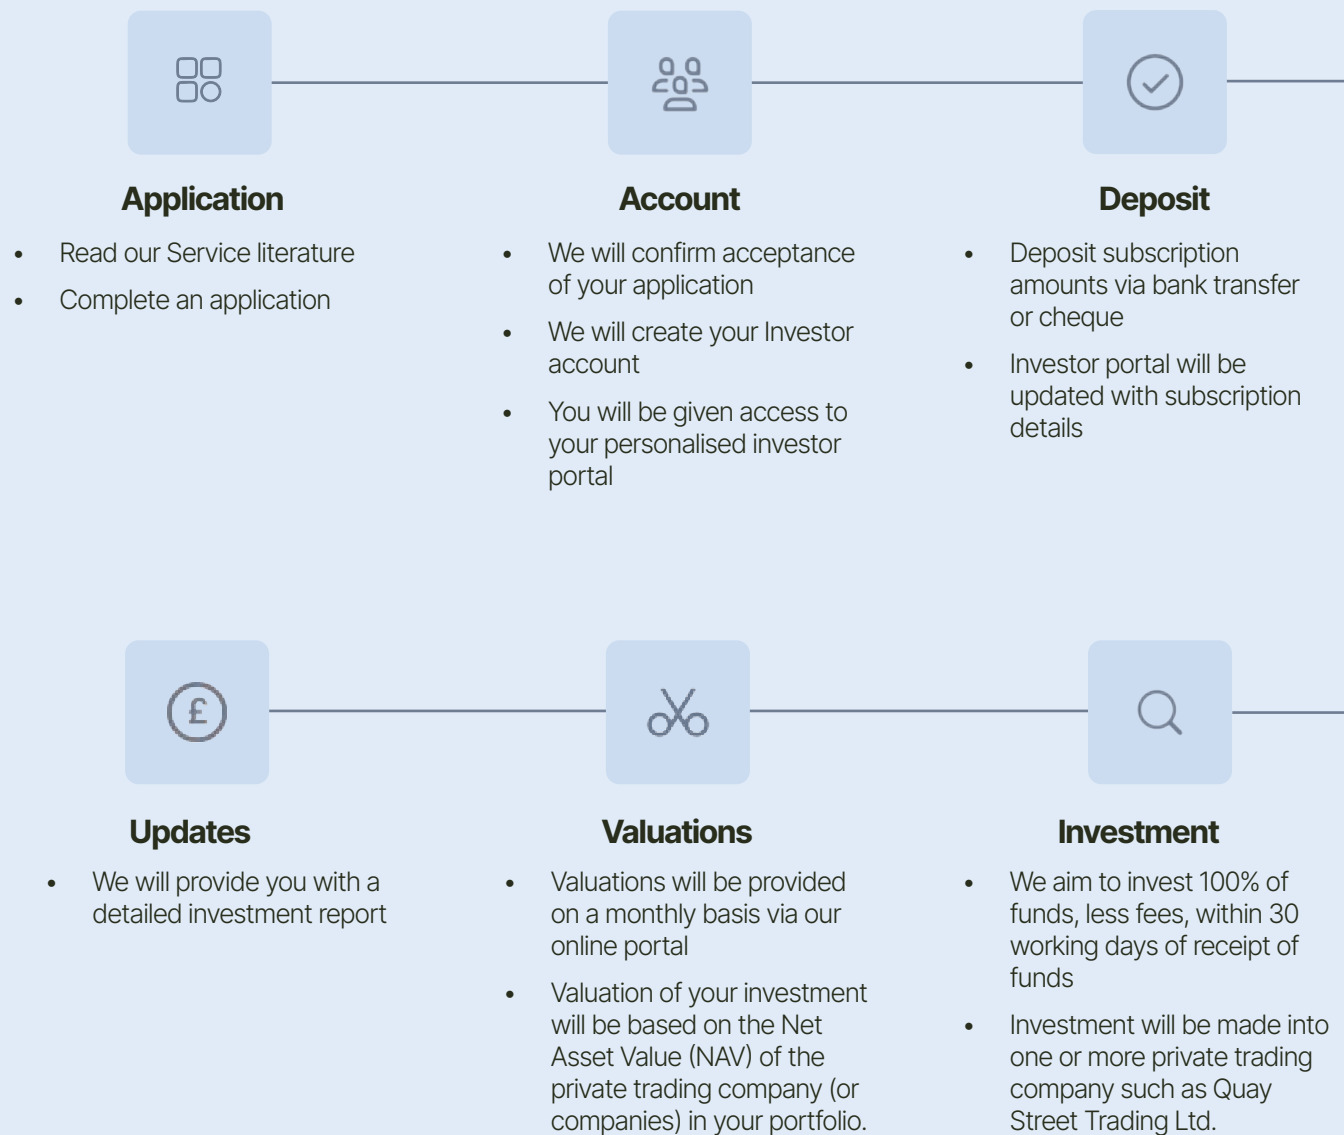 Application
• Read our Service literature
• Complete an application
Account
• We will confirm acceptance
of your application
• We will create your Investor
account
• You will be given access to
your personalised investor
portal
Deposit
• Deposit subscription
amounts via bank transfer
or cheque
• Investor portal will be
updated with subscription
details
£
Updates
• We will provide you with a
detailed investment report
Valuations
• Valuations will be provided
on a monthly basis via our
online portal
• Valuation of your investment
will be based on the Net
Asset Value (NAV) of the
private trading company (or
companies) in your portfolio.
Investment
• We aim to invest 100% of
funds, less fees, within 30
working days of receipt of
funds
• Investment will be made into
one or more private trading
company such as Quay
Street Trading Ltd.